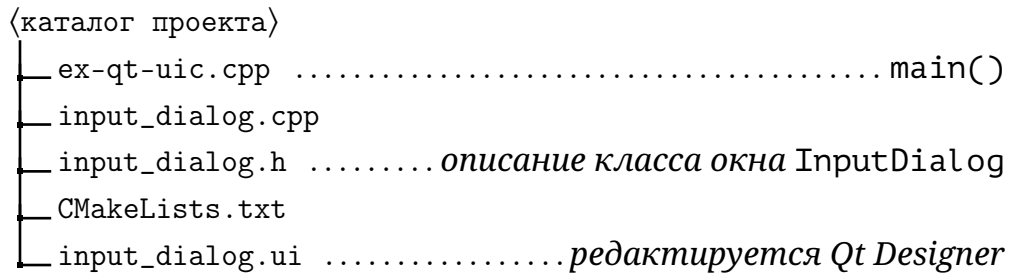 ⟨каталог проекта⟩
ex-qt-uic.cpp ........................................ main()
input_dialog.cpp
input_dialog.h ......... описание класса окна InputDialog
CMakeLists.txt
input_dialog.ui ................. редактируется Qt Designer